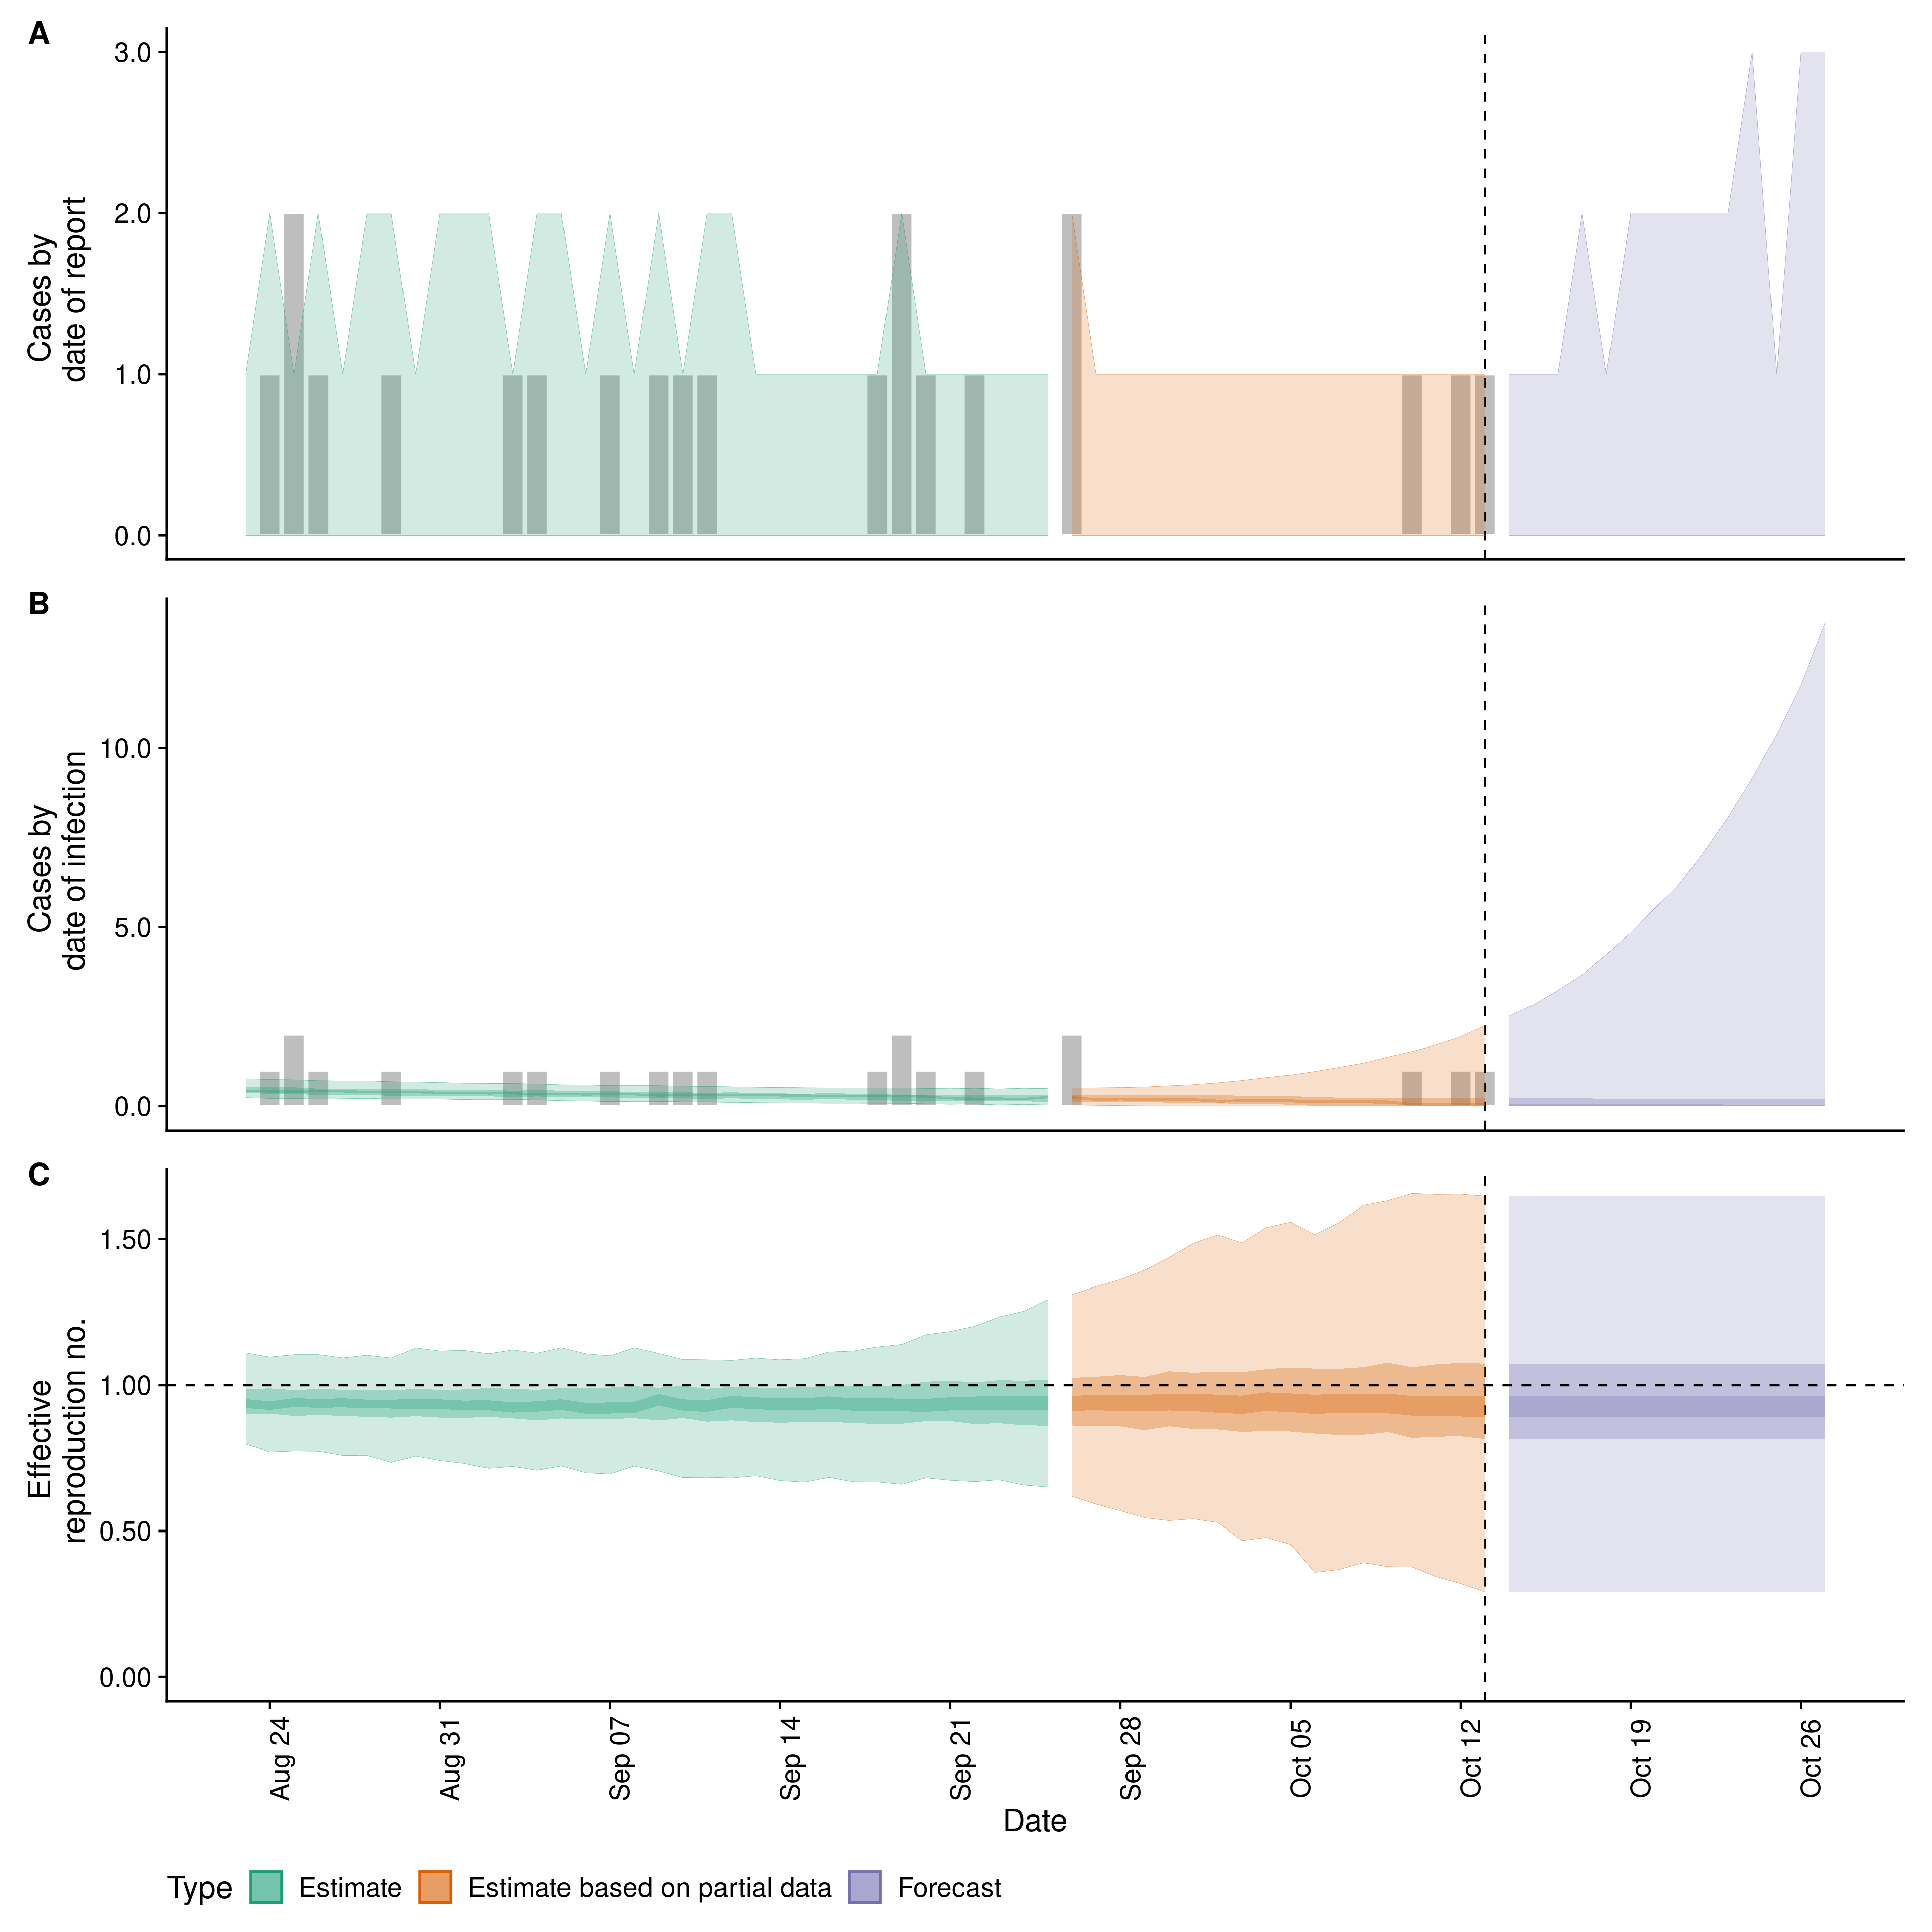 A
Cases by
date of report
3.0
2.0
1.0
0.0
B
Cases by
date of infection
10.0
5.0
0.0
C
Effective
reproduction no.
1.50
1.00
0.50
0.00
Aug 24
Aug 31
Sep 07
Sep 14
Sep 21
Sep 28
Oct 05
Oct 12
Oct 19
Oct 26
Date
Type Estimate Estimate based on partial data Forecast